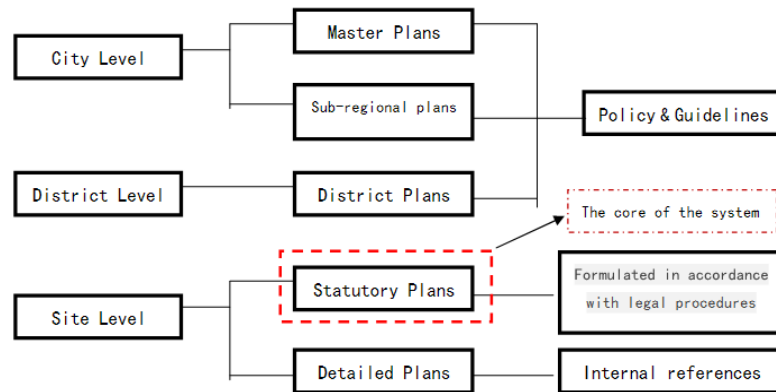 Master Plans
City Level
Sub-regional plans
Policy & Guidelines
District Level
District Plans
The core of the system
Statutory Plans
Formulated in accordance
with legal procedures
Site Level
Detailed Plans
Internal references